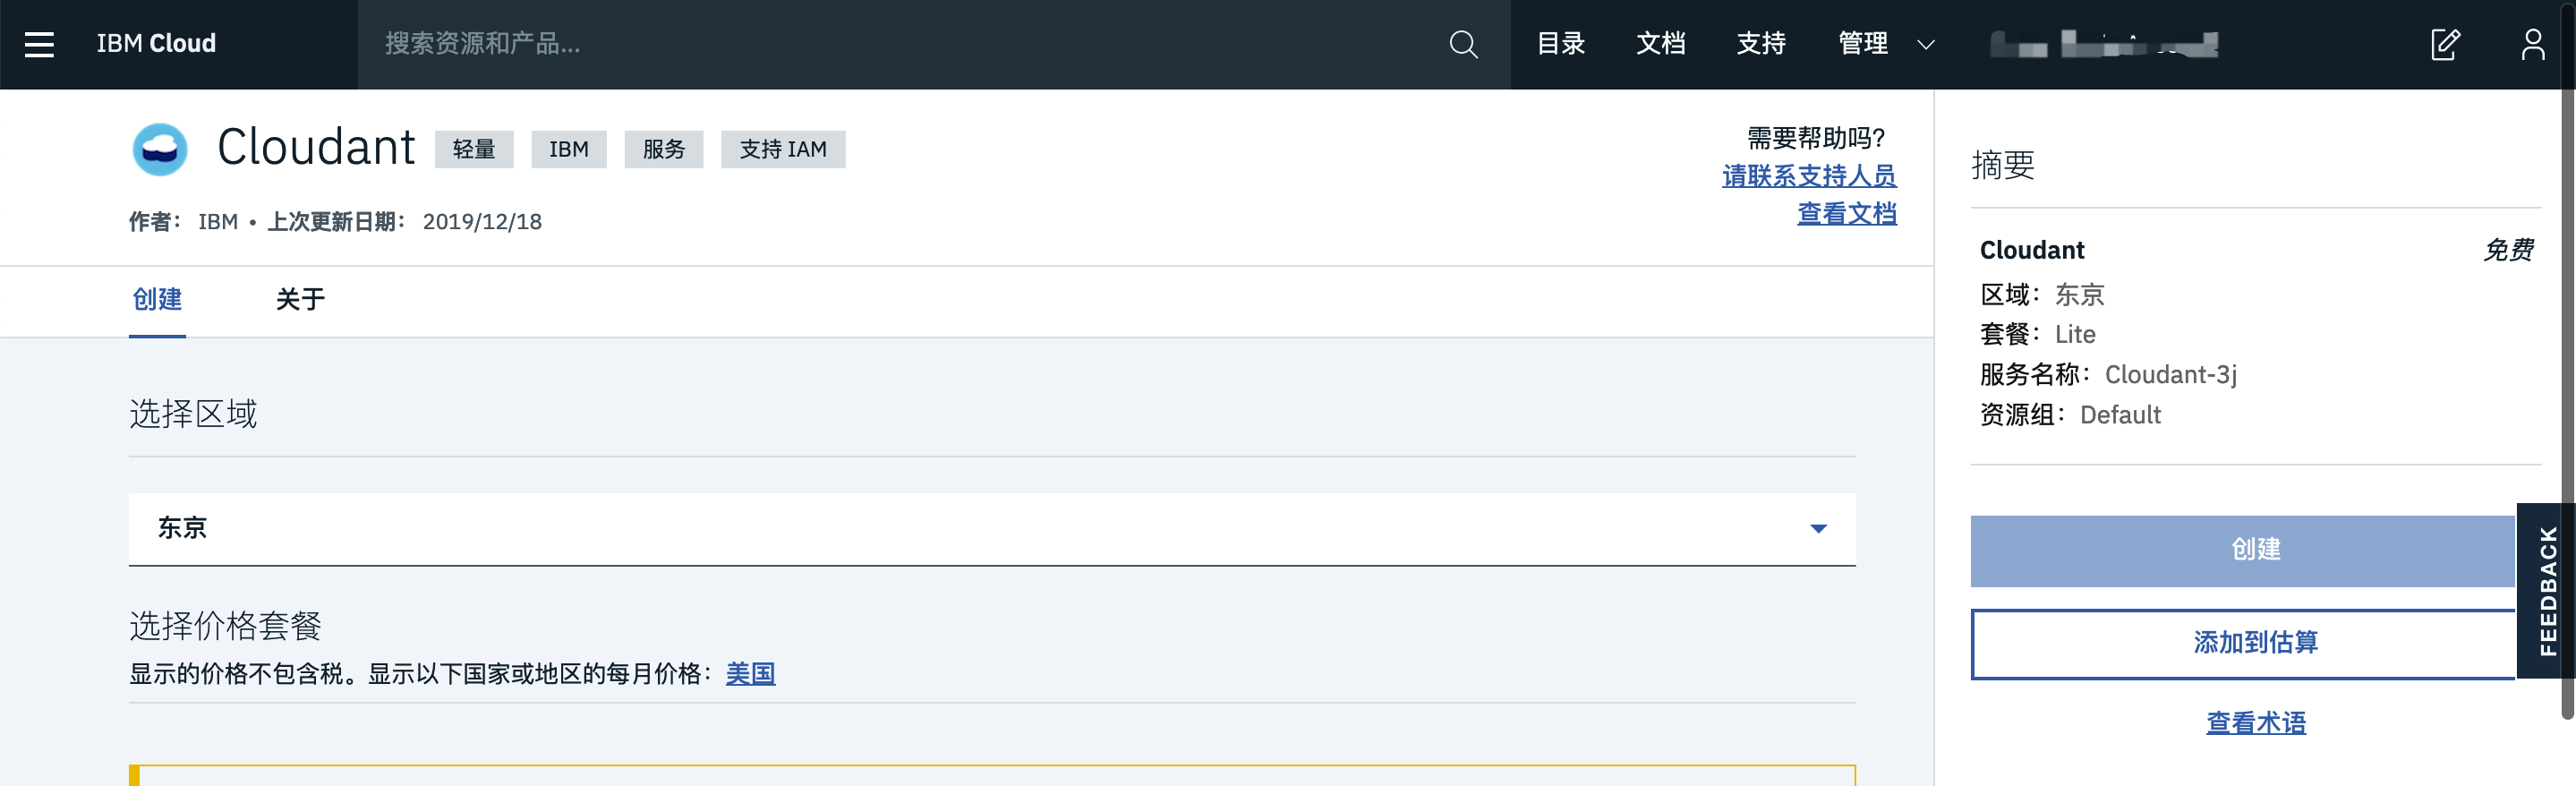 IBM Cloud
搜索资源和产品...
目录 文档 支持 管理
Cloudant 轻量 IBM 服务 支持 IAM
作者： IBM • 上次更新日期： 2019/12/18
需要帮助吗？
请联系支持人员
查看文档
创建 关于
选择区域
东京
选择价格套餐
显示的价格不包含税。显示以下国家或地区的每月价格：美国
摘要
Cloudant 免费
区域：东京
套餐：Lite
服务名称：Cloudant-3j
资源组：Default
创建
添加到估算
查看术语
FEEDBACK